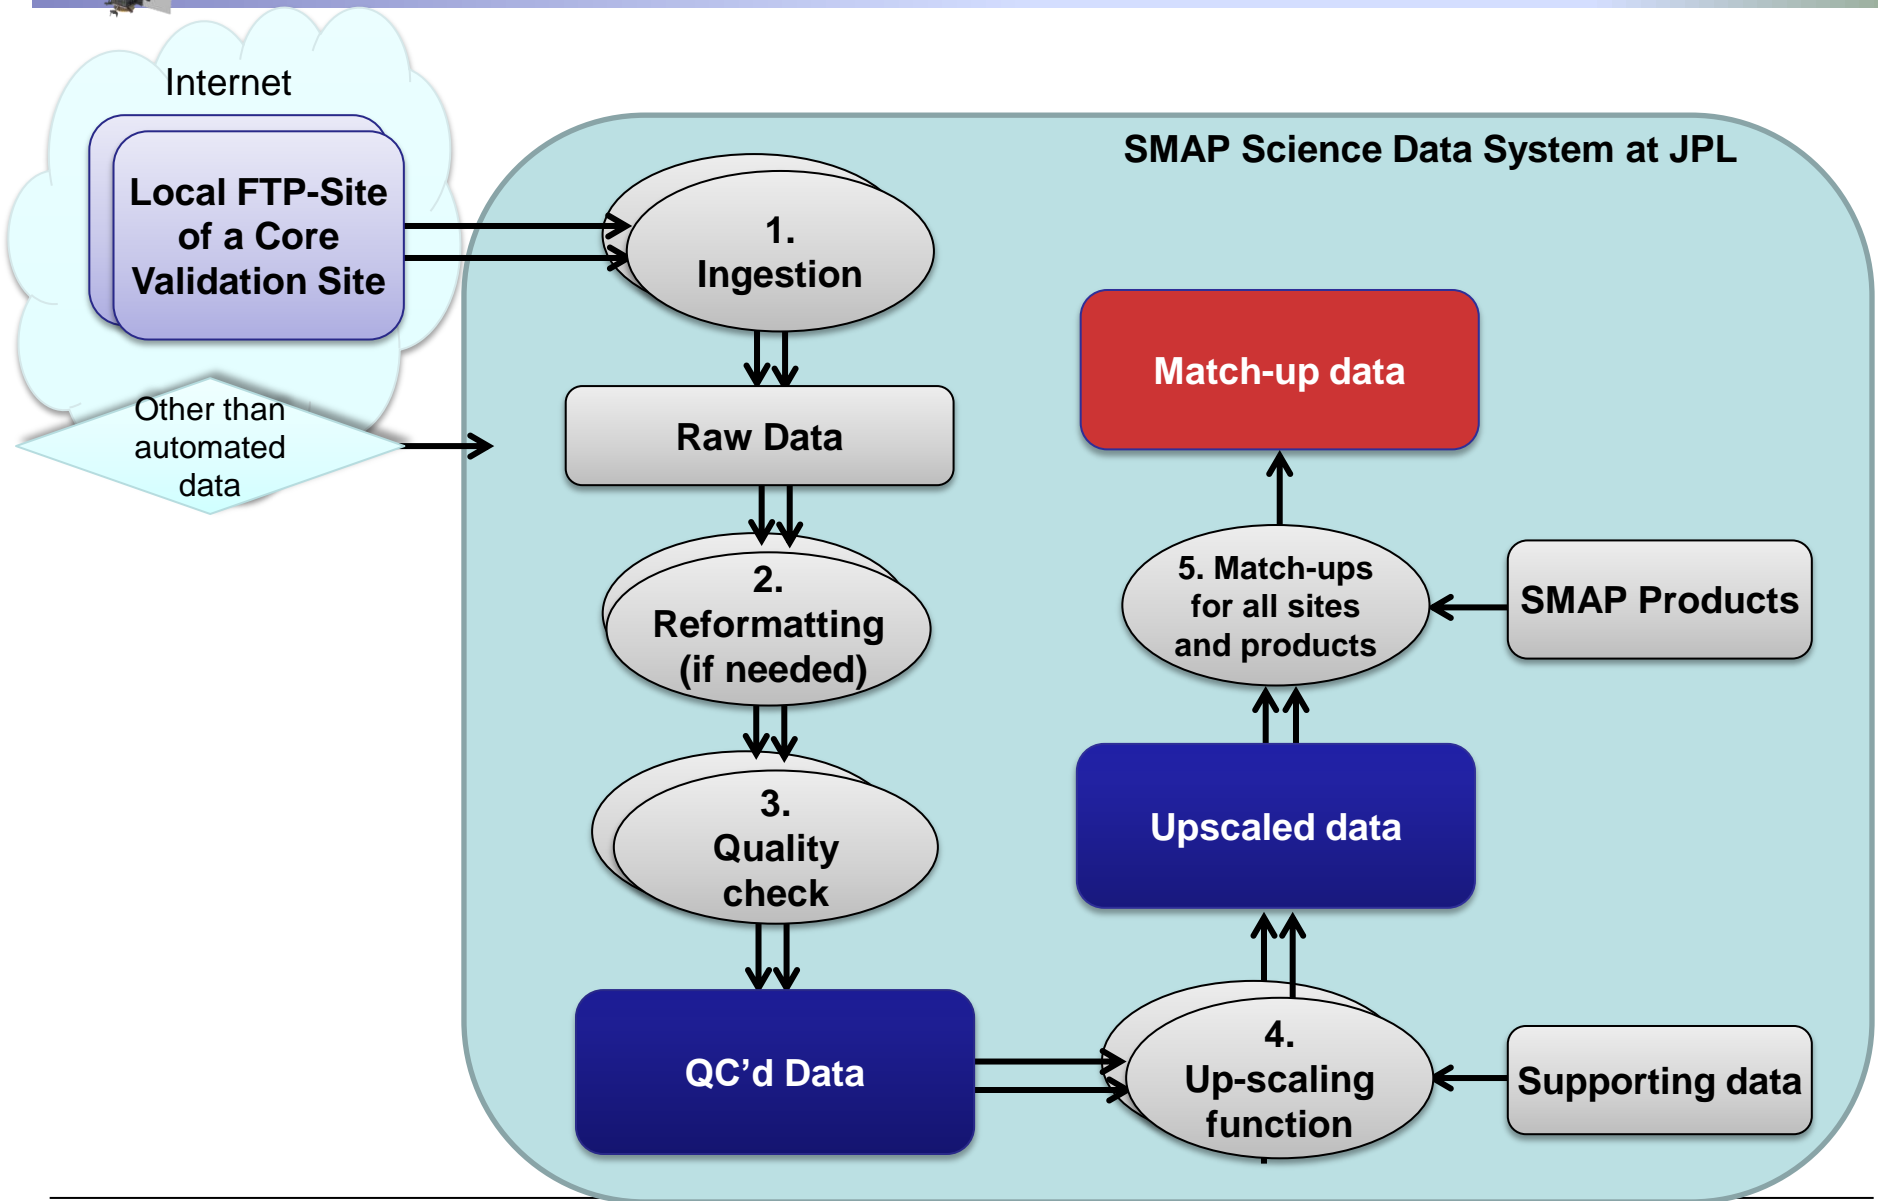 Internet
Local FTP-Site
of a Core
Validation Site
Other than
automated
data
SMAP Science Data System at JPL
1.
Ingestion
Raw Data
2.
Reformatting
(if needed)
3.
Quality
check
QC’d Data
4.
Up-scaling
function
Supporting data
Upscaled data
5. Match-ups
for all sites
and products
SMAP Products
Match-up data